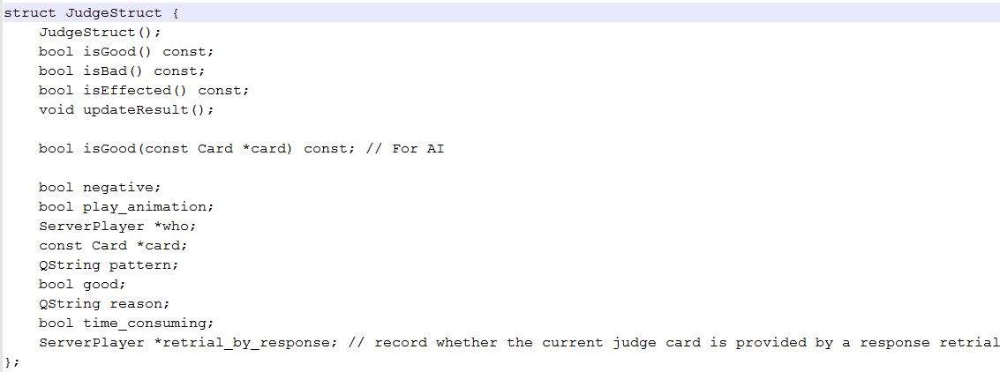 struct JudgeStruct {
    JudgeStruct();
    bool isGood() const;
    bool isBad() const;
    bool isEffected() const;
    void updateResult();

    bool isGood(const Card *card) const; // For AI

    bool negative;
    bool play_animation;
    ServerPlayer *who;
    const Card *card;
    QString pattern;
    bool good;
    QString reason;
    bool time_consuming;
    ServerPlayer *retrial_by_response; // record whether the current judge card is provided by a response retrial
};